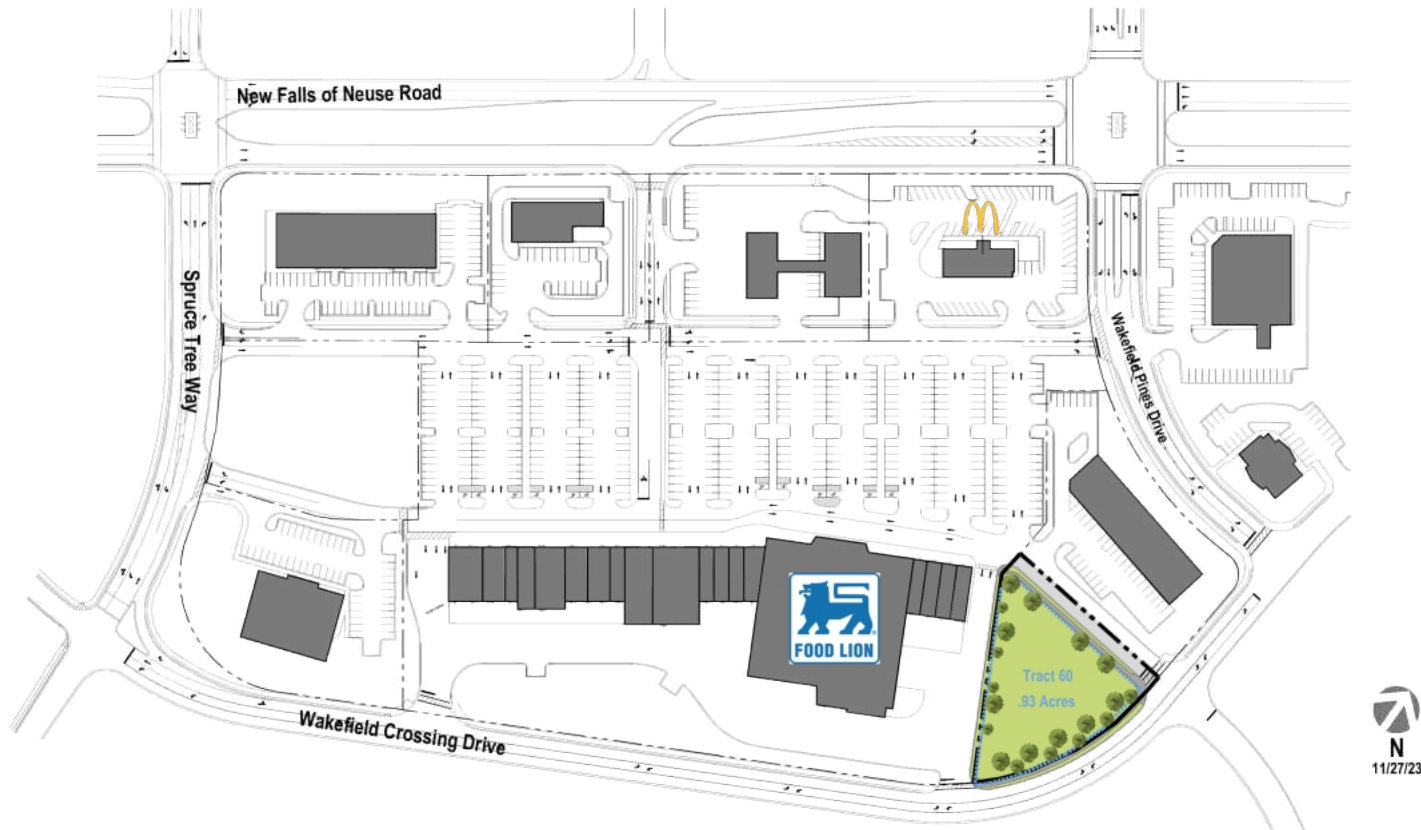 New Falls of Neuse Road
Spruce Tree Way
Wakefield Pines Drive
FOOD LION
Tract 60
.93 Acres
Wakefield Crossing Drive
N
11/27/23